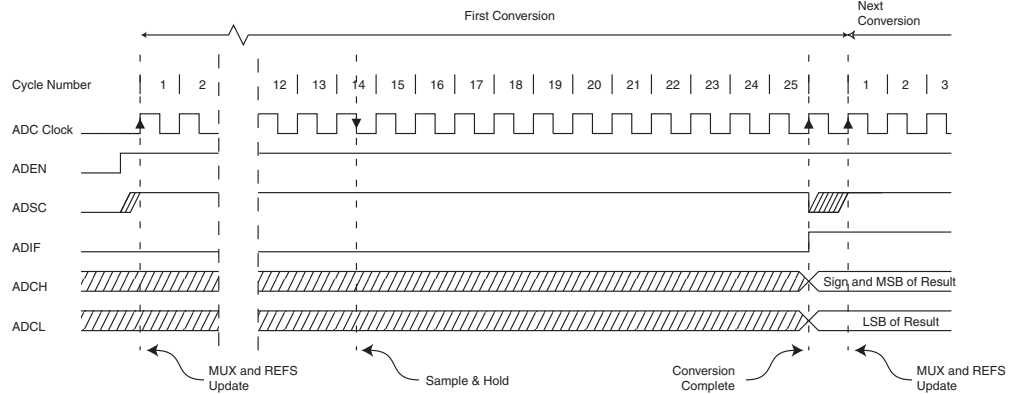 First Conversion
Next
Conversion
Cycle Number 1 2 12 13 14 15 16 17 18 19 20 21 22 23 24 25 1 2 3
ADC Clock
ADEN
ADSC
ADIF
ADCH Sign and MSB of Result
ADCL LSB of Result
MUX and REFS
Update
Sample & Hold
Conversion
Complete
MUX and REFS
Update